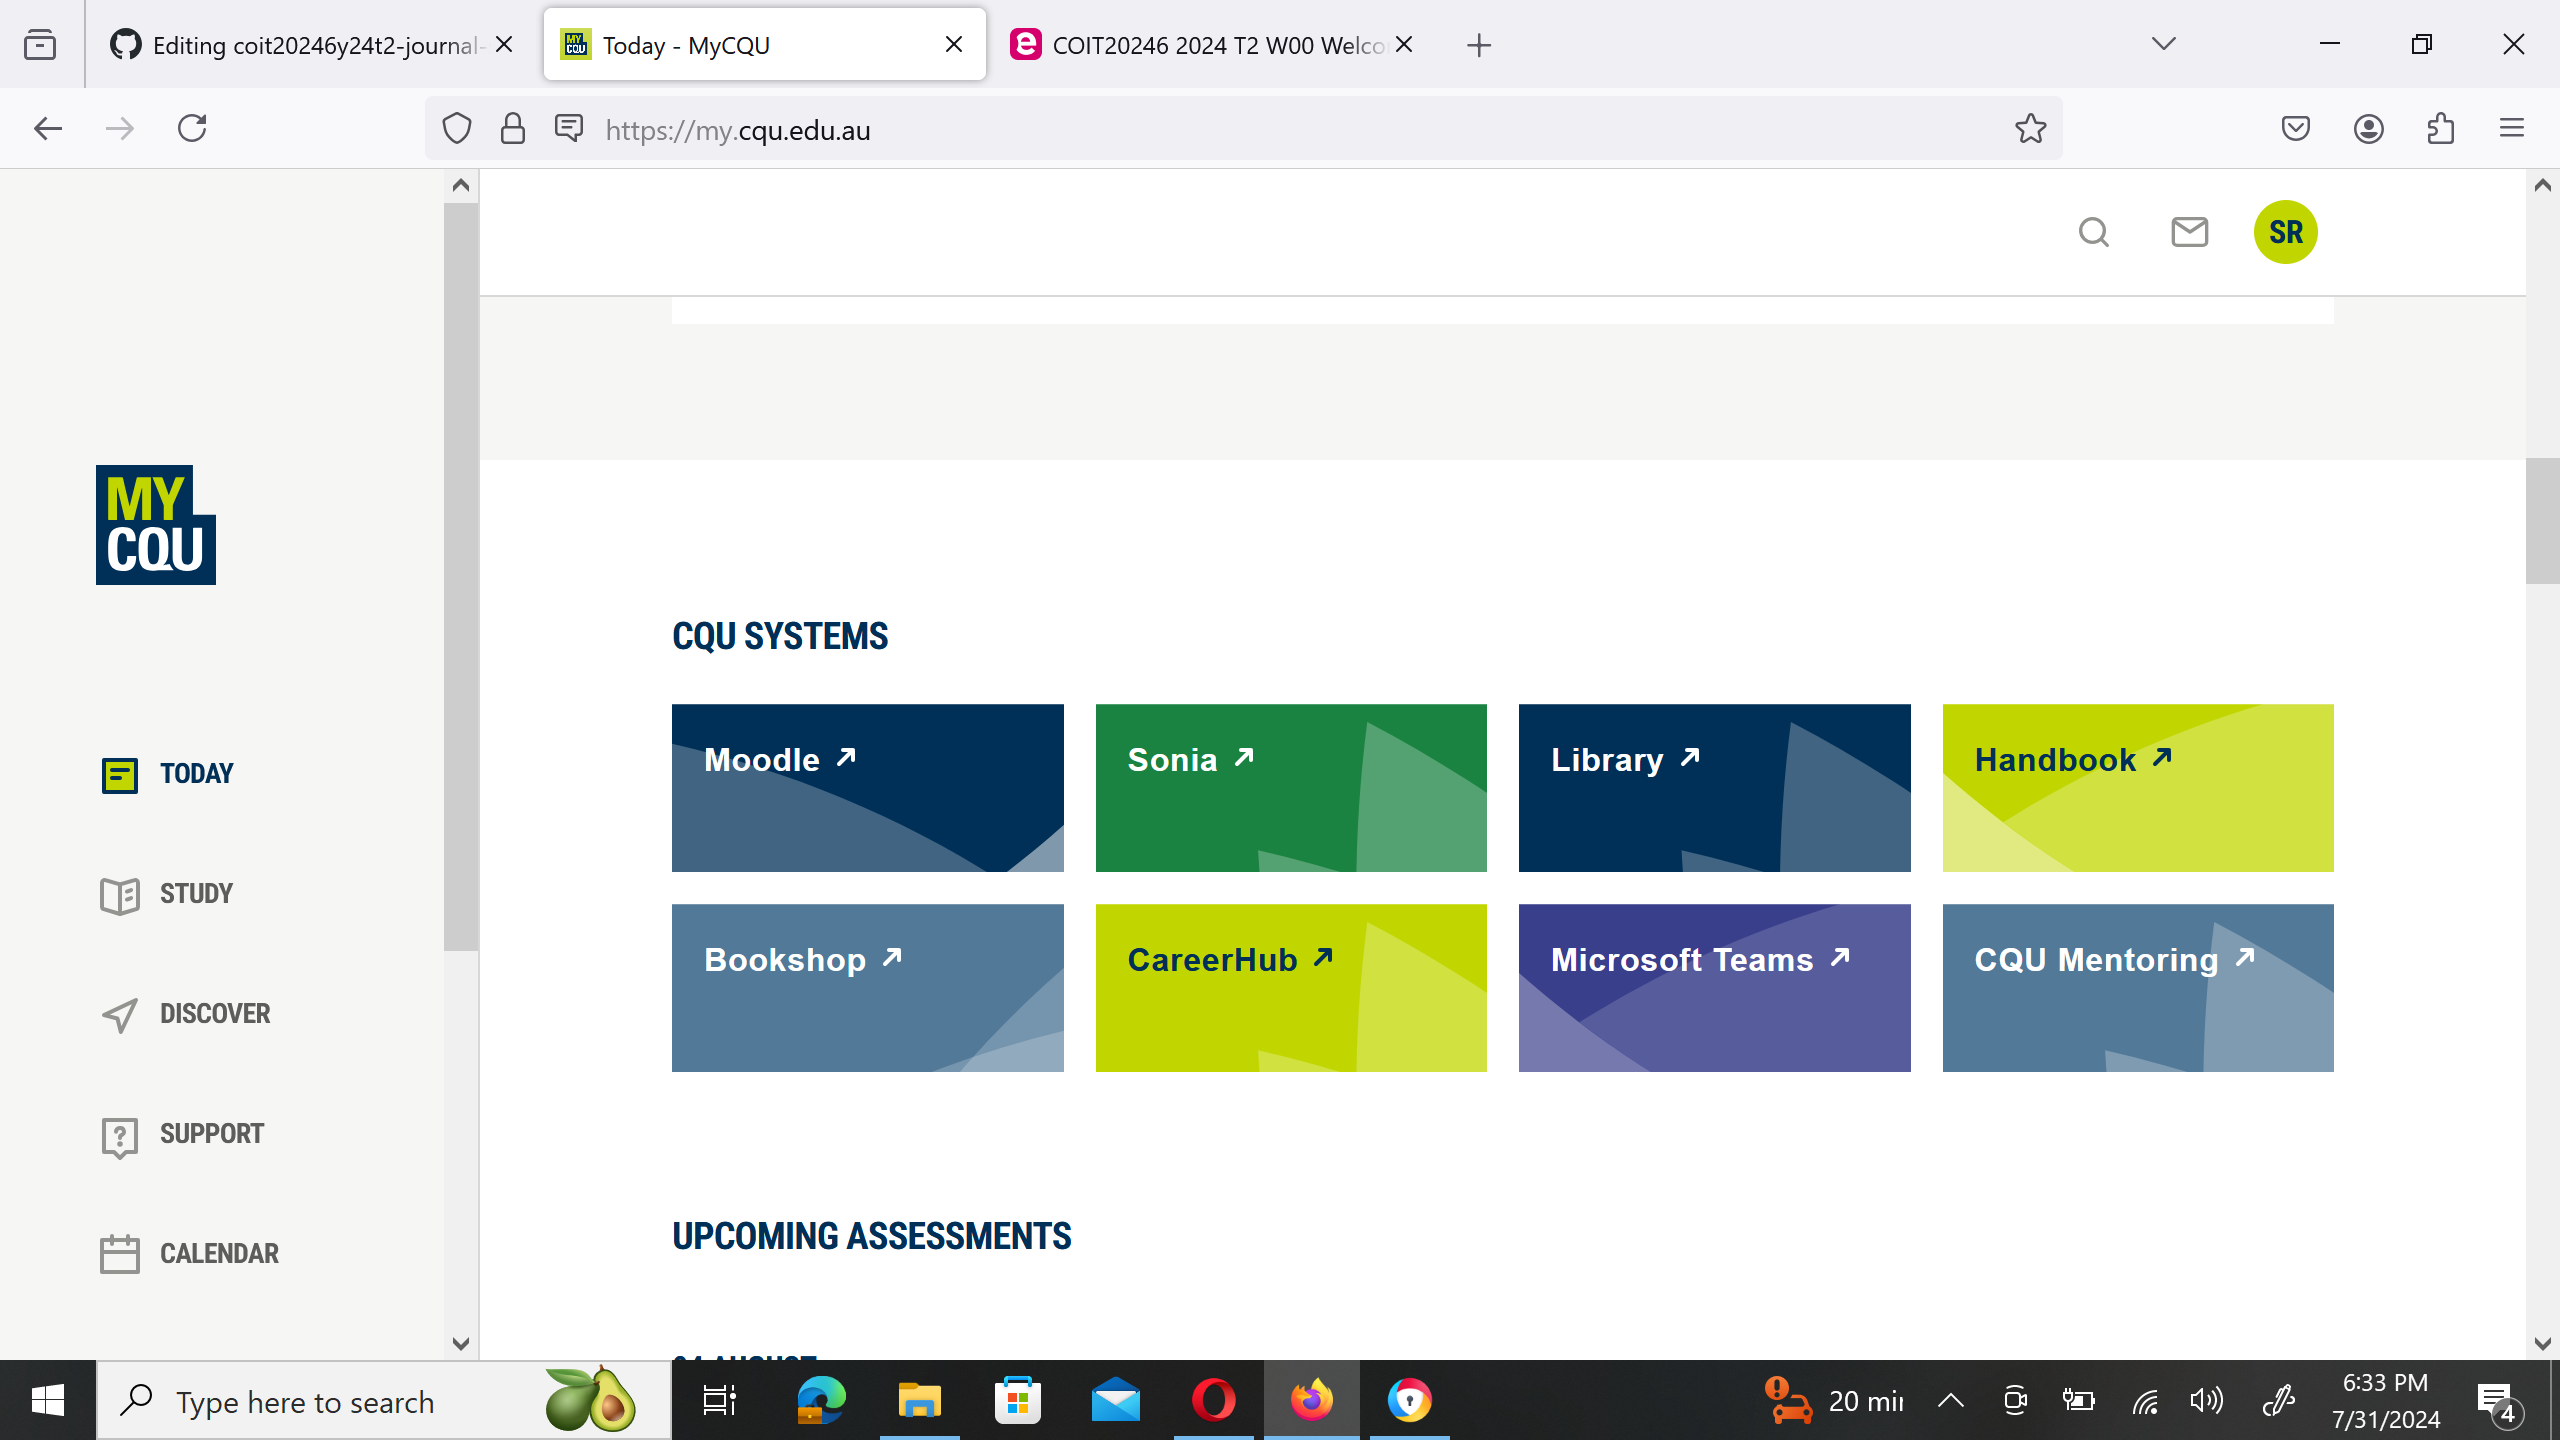 Editing coit20246y24t2-journal-
Today - MyCQU
COIT20246 2024 T2 W00 Welco
https://my.cqu.edu.au
SR
MY
CQU
TODAY
STUDY
DISCOVER
SUPPORT
CALENDAR
CQU SYSTEMS
Moodle
Sonia
Library
Handbook
Bookshop
CareerHub
Microsoft Teams
CQU Mentoring
UPCOMING ASSESSMENTS
Type here to search
20 min
6:33 PM
7/31/2024
4